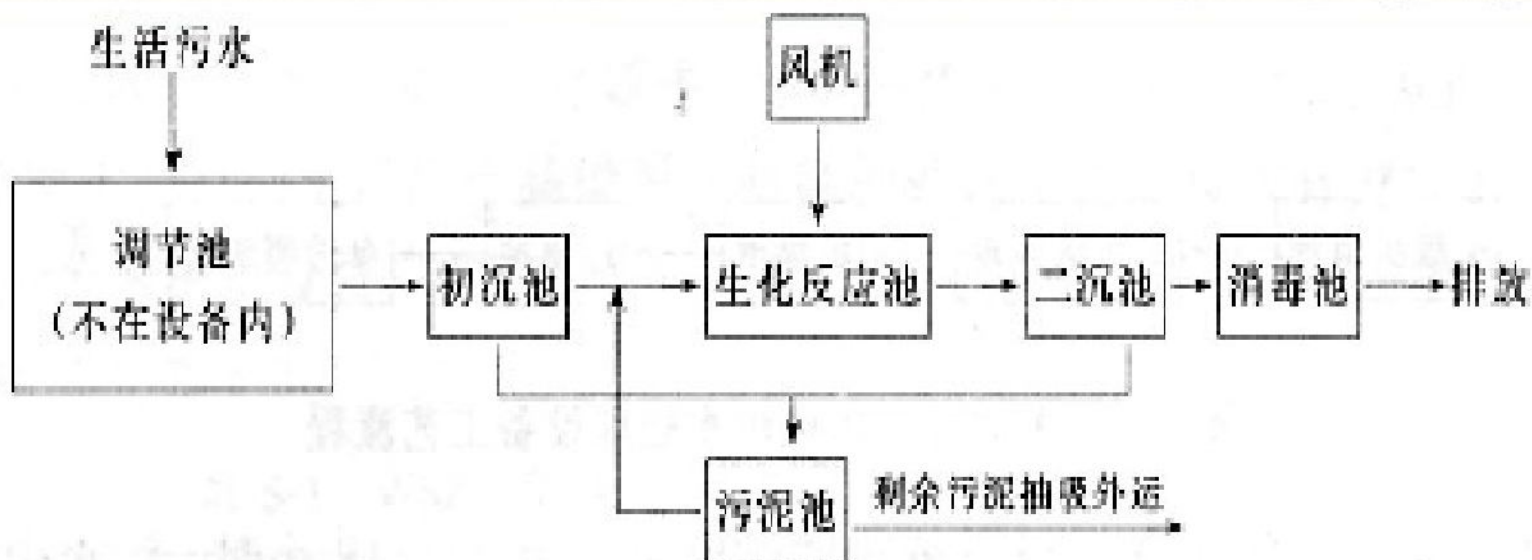 生活污水
风机
调节池
(不在设备内)
初沉池
生化反应池
二沉池
消毒池
排放
污泥池
剩余污泥抽吸外运